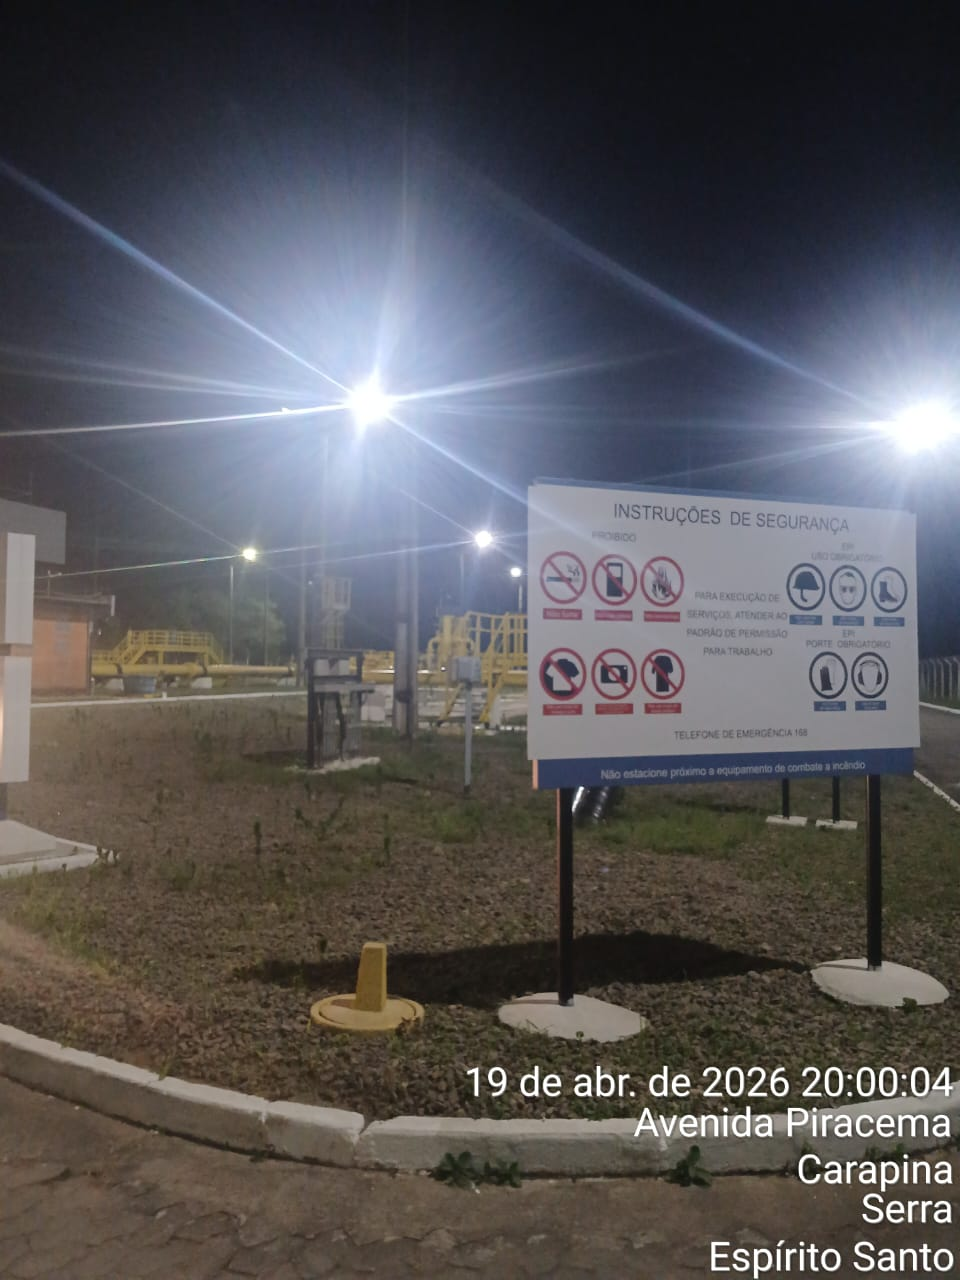 INSTRUÇÕES DE SEGURANÇA
PROIBIDO
EPI
USO OBRIGATÓRIO
PARA EXECUÇÃO DE
SERVIÇOS, ATENDER AO
PADRÃO DE PERMISSÃO
PARA TRABALHO
EPI
PORTE OBRIGATÓRIO
TELEFONE DE EMERGÊNCIA 168
Não estacione próximo a equipamento de combate a incêndio
19 de abr. de 2026 20:00:04
Avenida Piracema
Carapina
Serra
Espírito Santo